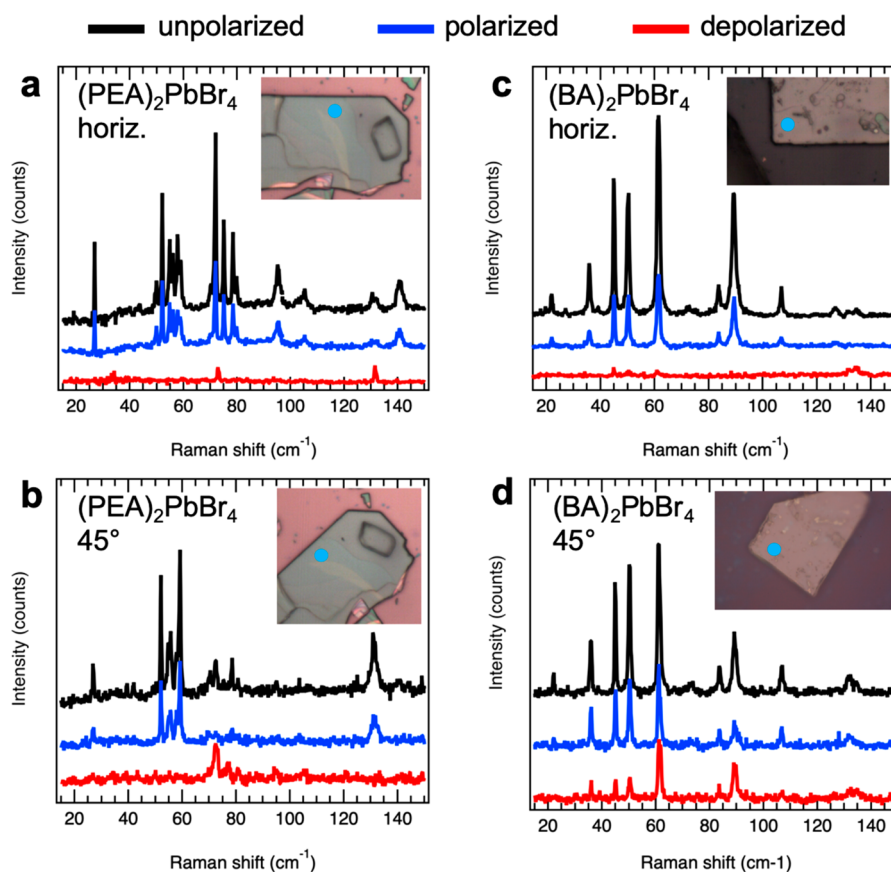 unpolarized polarized depolarized
a
(PEA)₂PbBr₄
horiz.
Intensity (counts)
20 40 60 80 100 120 140
Raman shift (cm⁻¹)
c
(BA)₂PbBr₄
horiz.
Intensity (counts)
20 40 60 80 100 120 140
Raman shift (cm⁻¹)
b
(PEA)₂PbBr₄
45°
Intensity (counts)
20 40 60 80 100 120 140
Raman shift (cm⁻¹)
d
(BA)₂PbBr₄
45°
Intensity (counts)
20 40 60 80 100 120 140
Raman shift (cm-1)